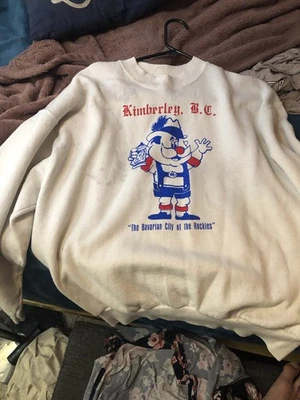 Kimberley, B.C.
"The Bavarian City of the Rockies"